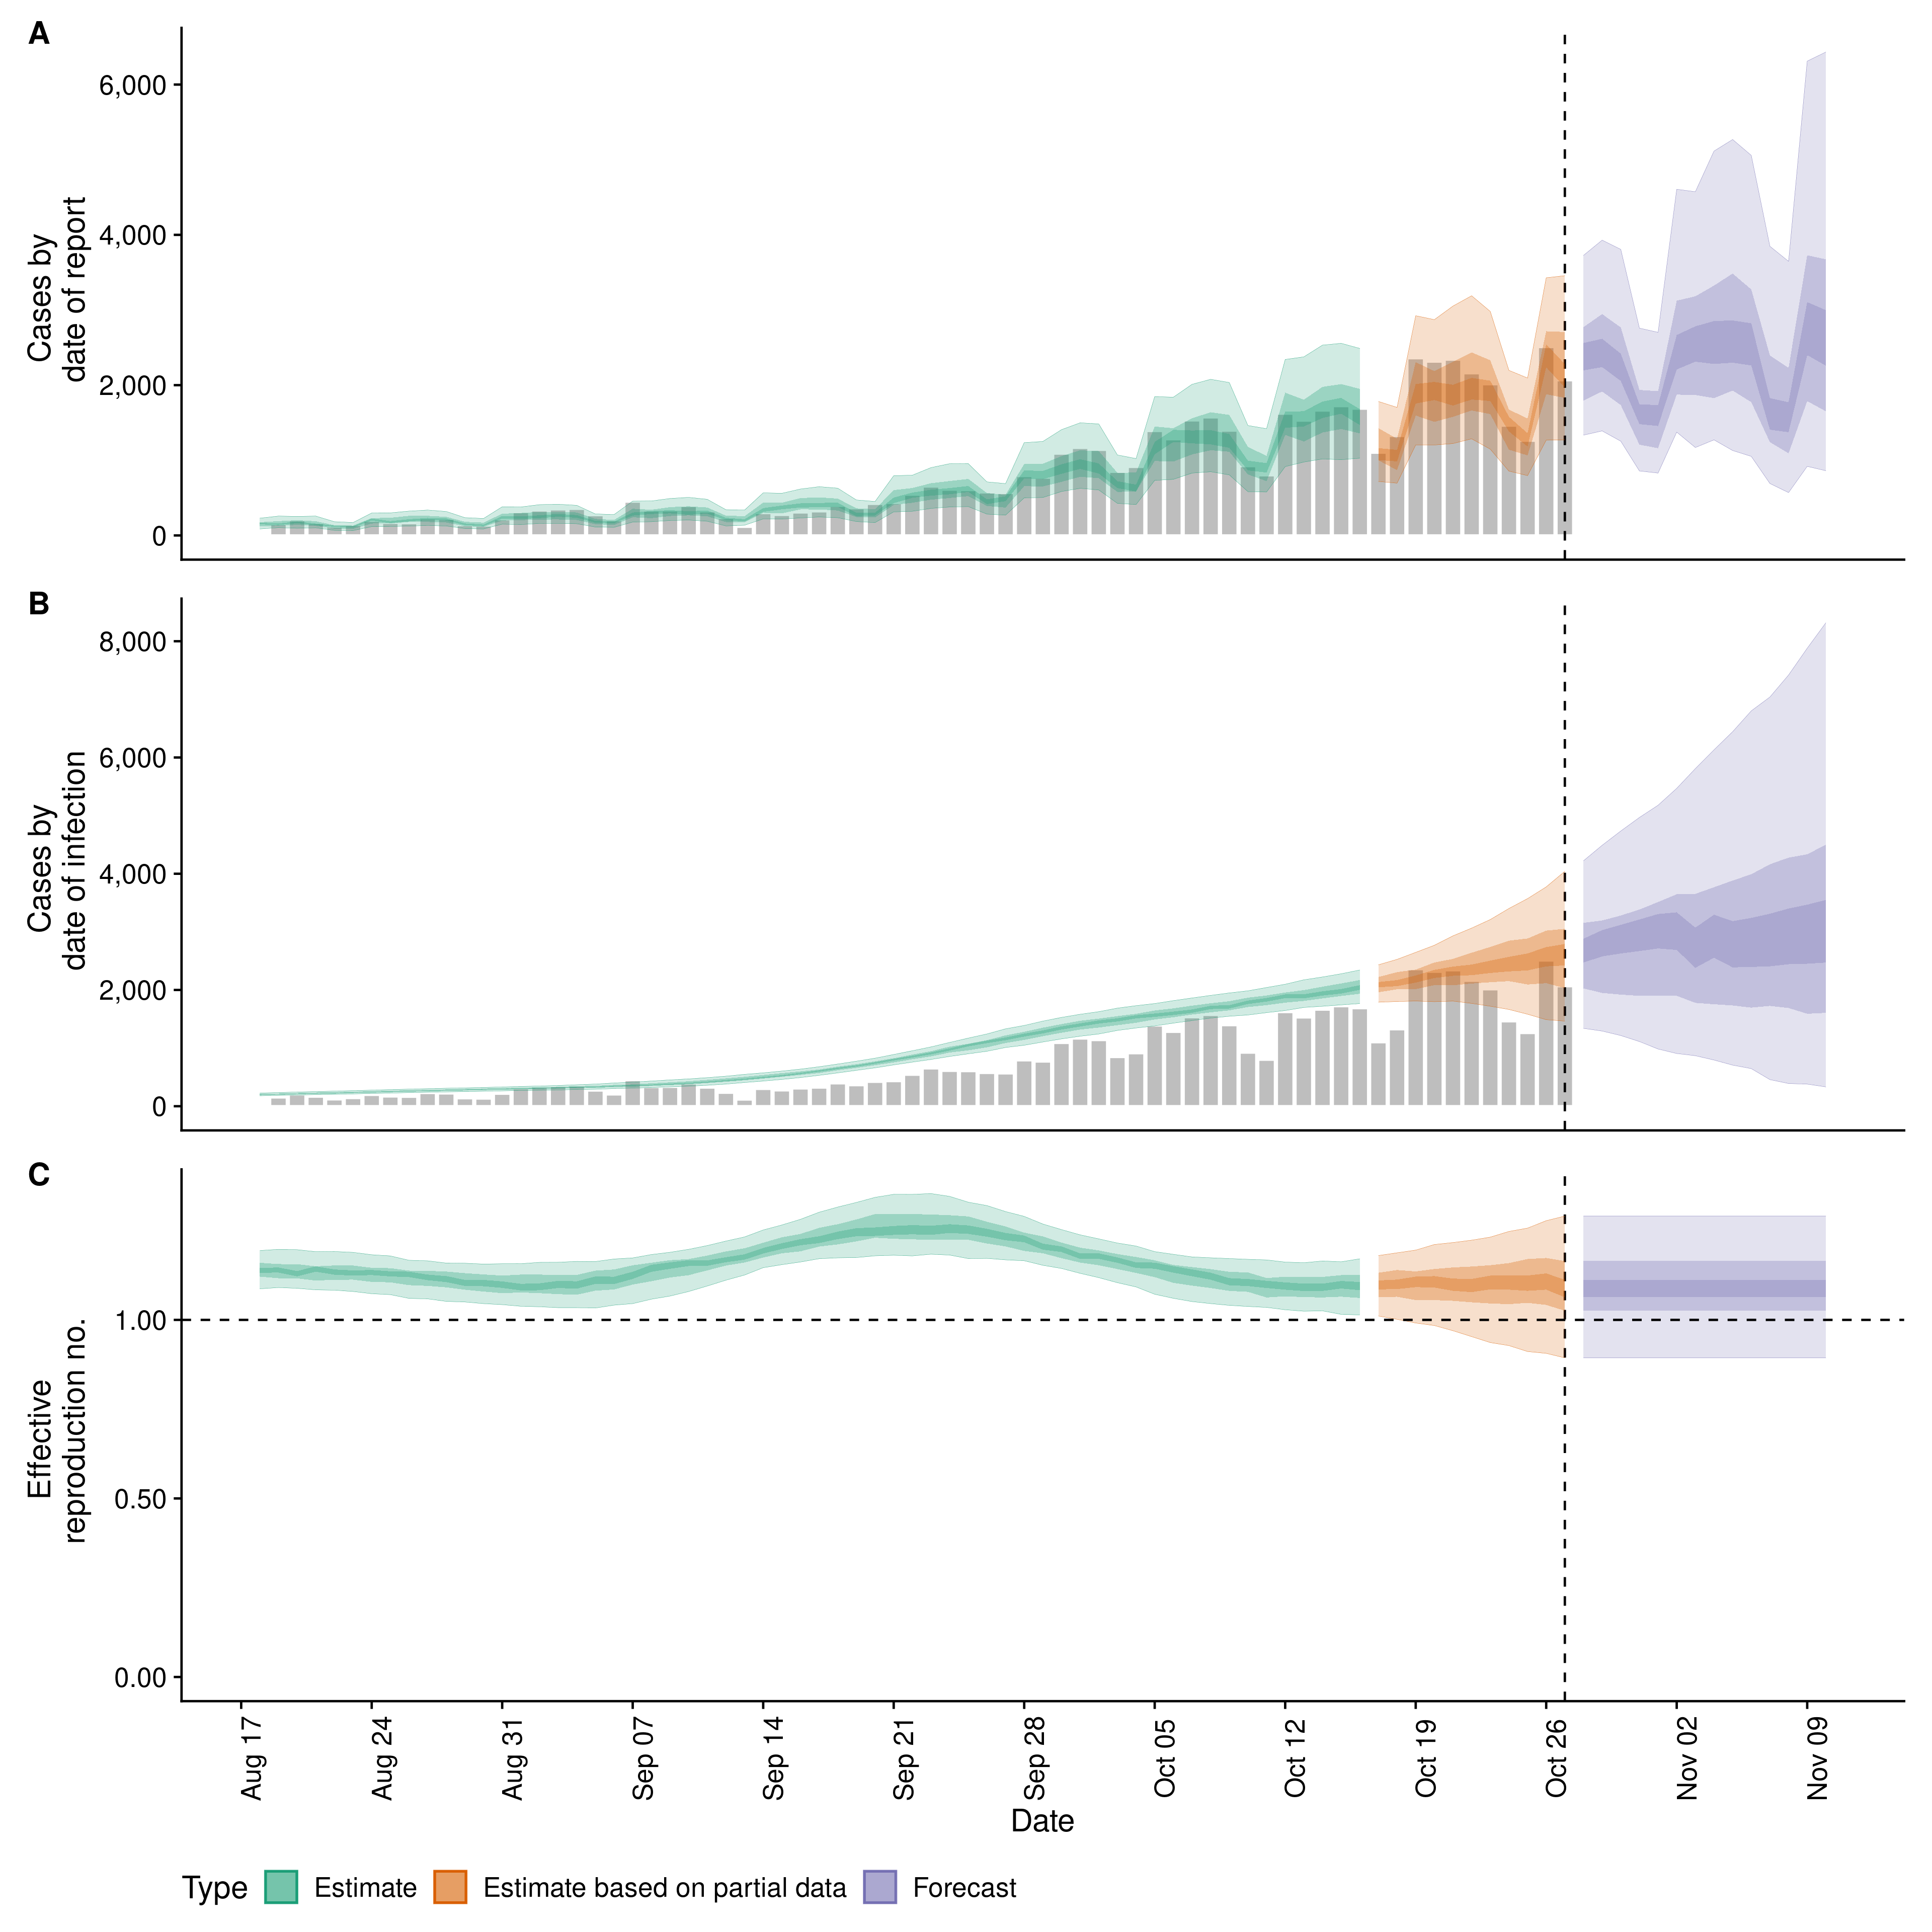 A
Cases by
date of report
6,000
4,000
2,000
0
B
Cases by
date of infection
8,000
6,000
4,000
2,000
0
C
Effective
reproduction no.
1.00
0.50
0.00
Aug 17
Aug 24
Aug 31
Sep 07
Sep 14
Sep 21
Sep 28
Oct 05
Oct 12
Oct 19
Oct 26
Nov 02
Nov 09
Date
Type Estimate Estimate based on partial data Forecast